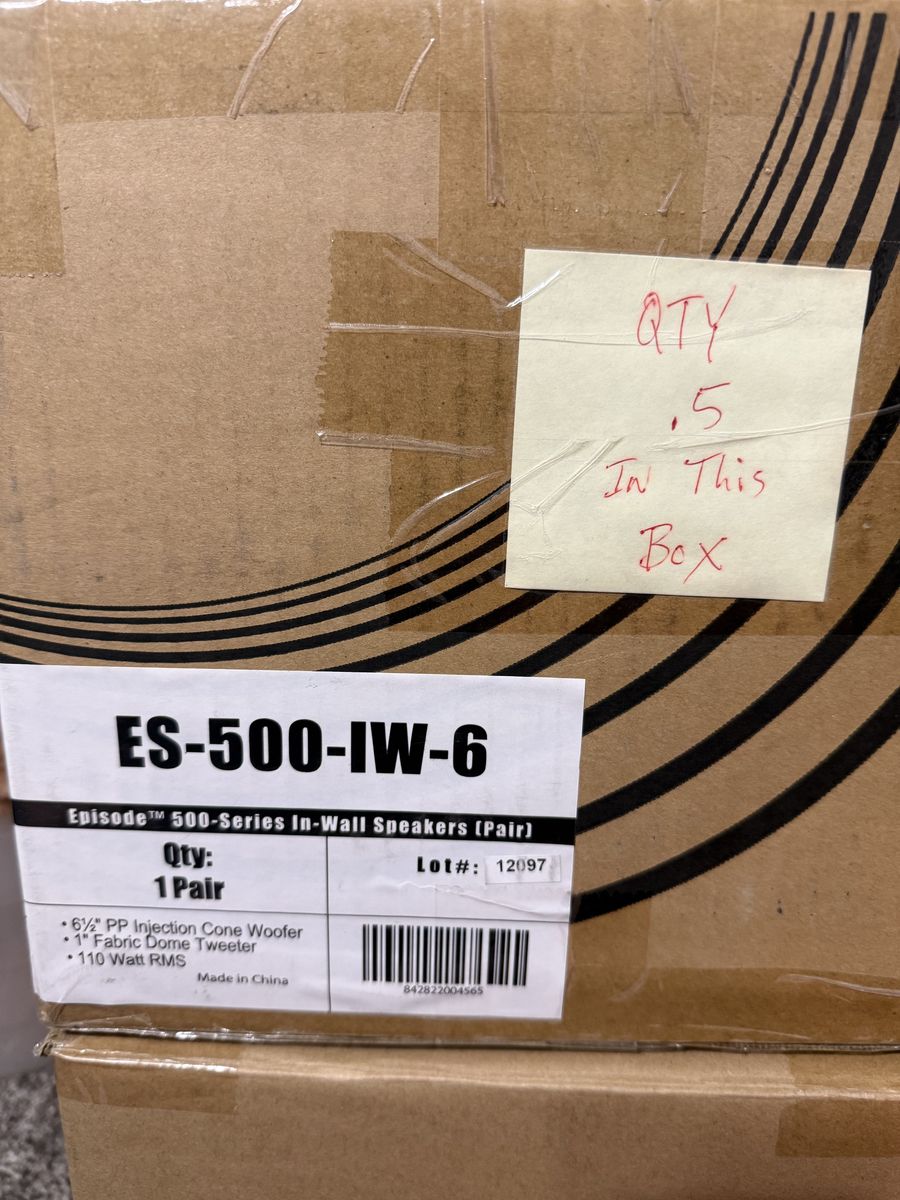 QTY
.5
In This
Box
ES-500-IW-6
Episode™ 500-Series In-Wall Speakers (Pair)
Qty:
1 Pair
Lot#: 12097
• 6½" PP Injection Cone Woofer
• 1" Fabric Dome Tweeter
• 110 Watt RMS
Made in China
842822004565